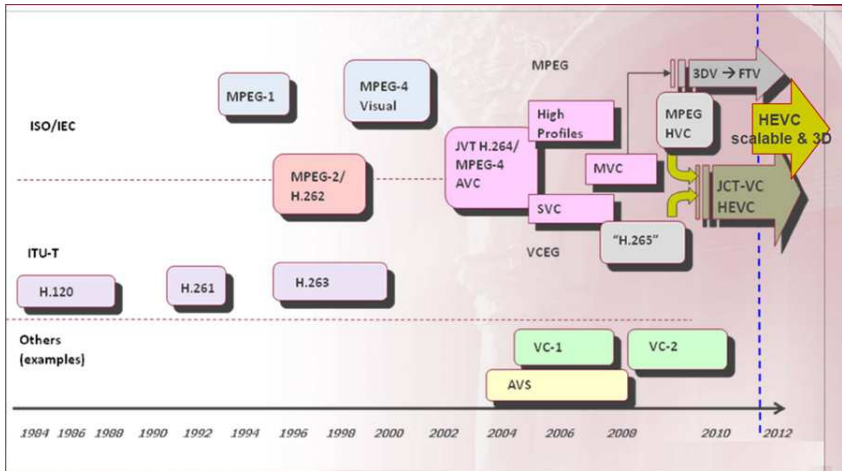 MPEG
3DV → FTV
MPEG-1
MPEG-4
Visual
ISO/IEC
High
Profiles
MPEG
HVC
HEVC
scalable & 3D
JVT H.264/
MPEG-4
AVC
MPEG-2/
H.262
MVC
JCT-VC
HEVC
SVC
VCEG
"H.265"
ITU-T
H.120
H.261
H.263
Others
(examples)
VC-1
VC-2
AVS
1984 1986 1988 1990 1992 1994 1996 1998 2000 2002 2004 2006 2008 2010 2012